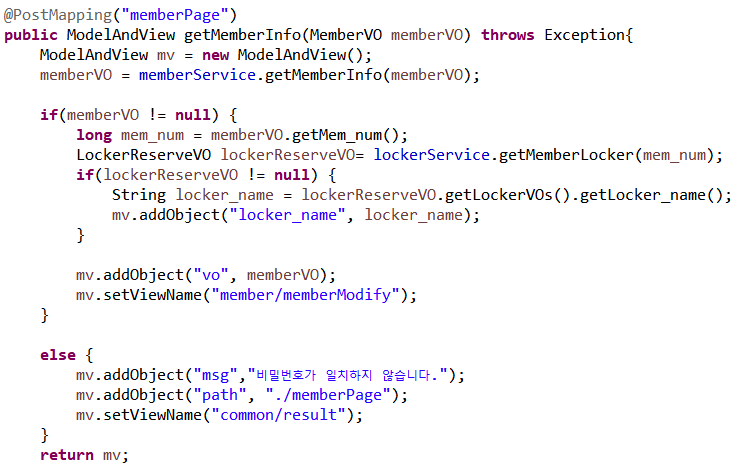 @PostMapping("memberPage")
public ModelAndView getMemberInfo(MemberVO memberVO) throws Exception{
    ModelAndView mv = new ModelAndView();
    memberVO = memberService.getMemberInfo(memberVO);

    if(memberVO != null) {
        long mem_num = memberVO.getMem_num();
        LockerReserveVO lockerReserveVO= lockerService.getMemberLocker(mem_num);
        if(lockerReserveVO != null) {
            String locker_name = lockerReserveVO.getLockerVOs().getLocker_name();
            mv.addObject("locker_name", locker_name);
        }

        mv.addObject("vo", memberVO);
        mv.setViewName("member/memberModify");
    }

    else {
        mv.addObject("msg","비밀번호가 일치하지 않습니다.");
        mv.addObject("path", "./memberPage");
        mv.setViewName("common/result");
    }
    return mv;